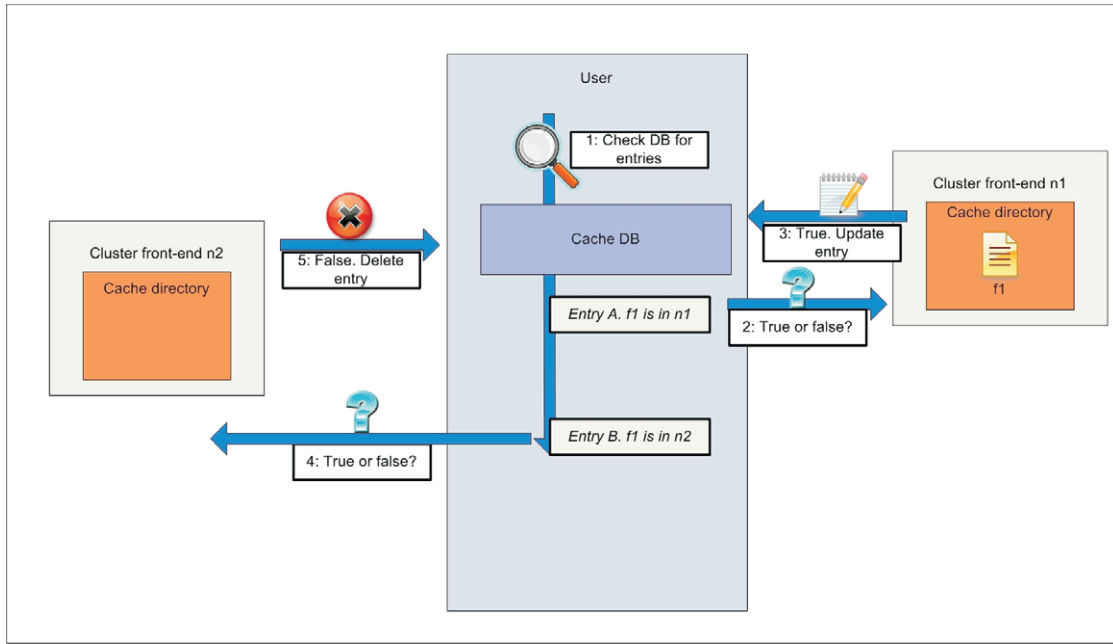 User
1: Check DB for
entries
Cluster front-end n1
Cache directory
f1
Cache DB
3: True. Update
entry
Cluster front-end n2
Cache directory
5: False. Delete
entry
Entry A. f1 is in n1
2: True or false?
Entry B. f1 is in n2
4: True or false?